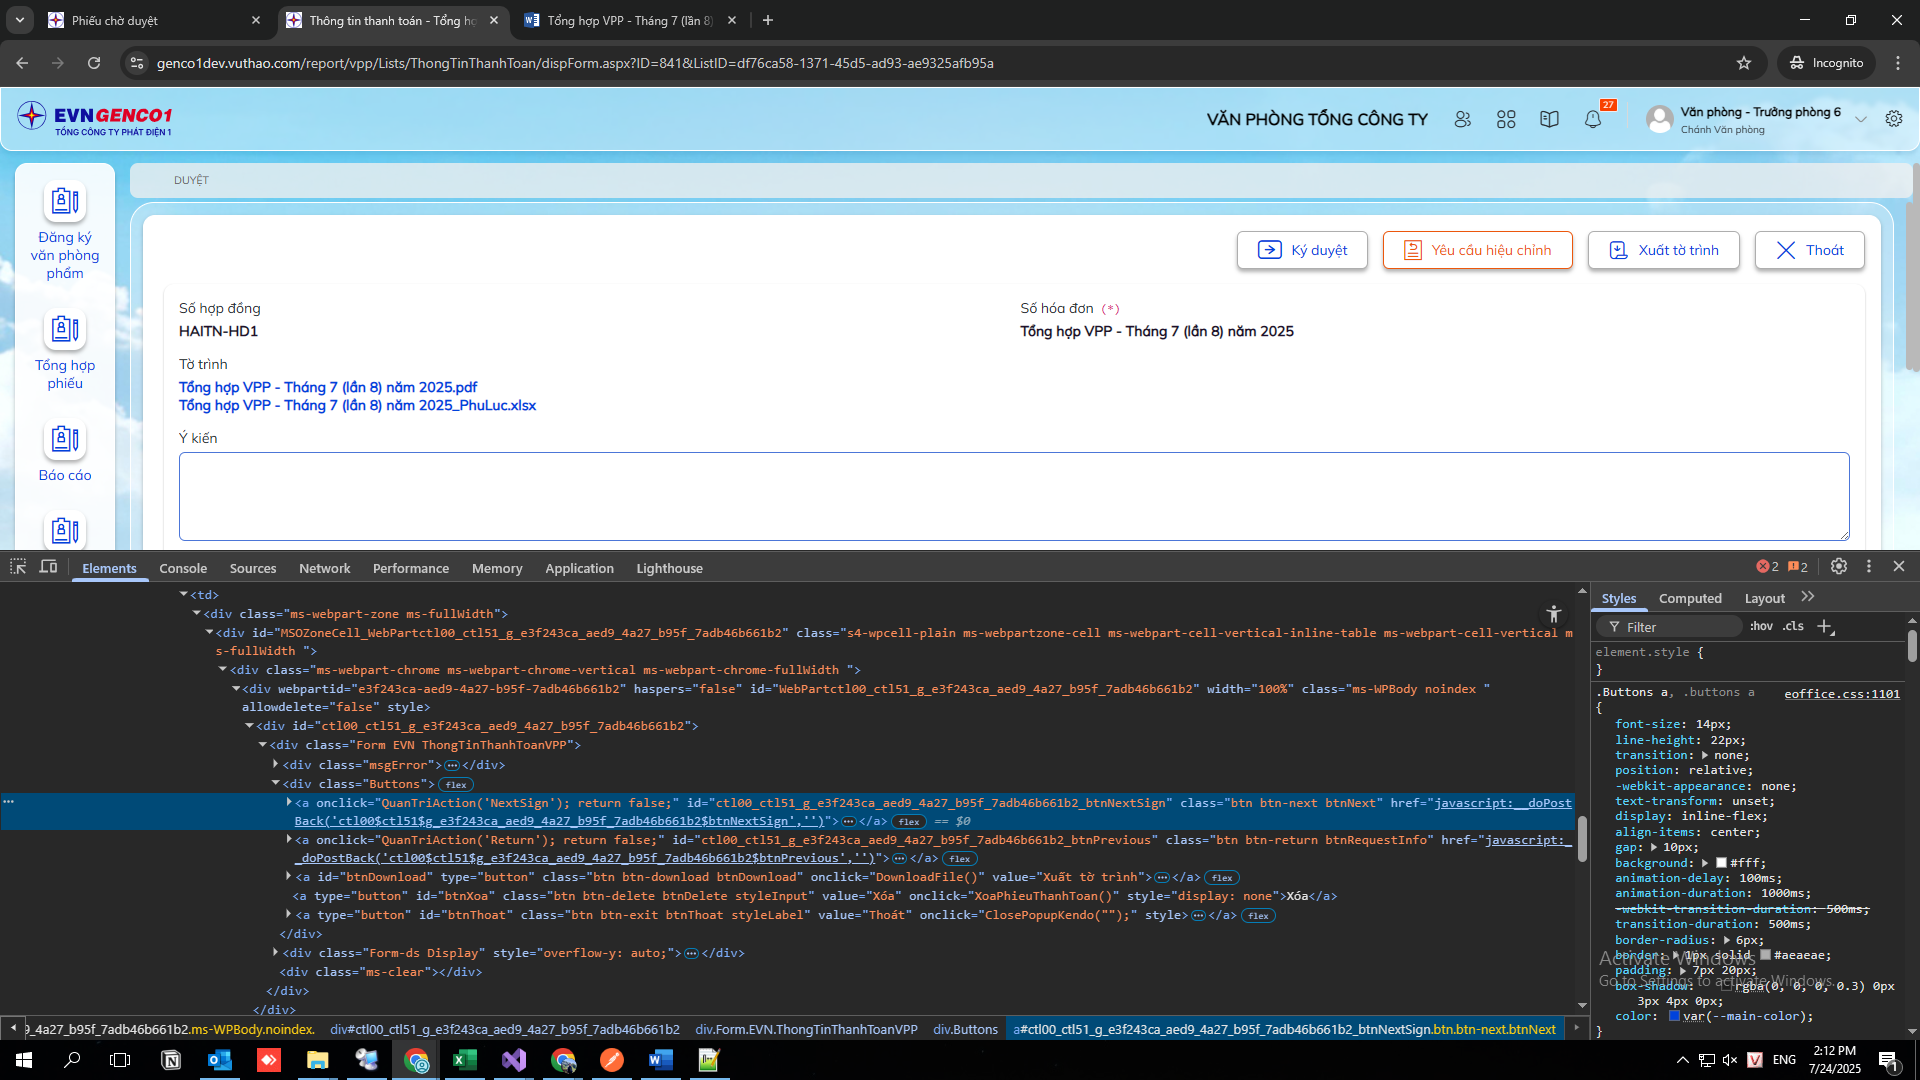 Phiếu chờ duyệt
Thông tin thanh toán - Tổng hợ
Tổng hợp VPP - Tháng 7 (lần 8)
genco1dev.vuthao.com/report/vpp/Lists/ThongTinThanhToan/dispForm.aspx?ID=841&ListID=df76ca58-1371-45d5-ad93-ae9325afb95a
Incognito
EVNGENCO1
TỔNG CÔNG TY PHÁT ĐIỆN 1
VĂN PHÒNG TỔNG CÔNG TY
27
Văn phòng - Trưởng phòng 6
Chánh Văn phòng
DUYỆT
Đăng ký
văn phòng
phẩm
Tổng hợp
phiếu
Báo cáo
Ký duyệt
Yêu cầu hiệu chỉnh
Xuất tờ trình
Thoát
Số hợp đồng
HAITN-HD1
Số hóa đơn (*)
Tổng hợp VPP - Tháng 7 (lần 8) năm 2025
Tờ trình
Tổng hợp VPP - Tháng 7 (lần 8) năm 2025.pdf
Tổng hợp VPP - Tháng 7 (lần 8) năm 2025_PhuLuc.xlsx
Ý kiến
Elements Console Sources Network Performance Memory Application Lighthouse
2 2
<td>
<div class="ms-webpart-zone ms-fullWidth">
<div id="MSOZoneCell_WebPartctl00_ctl51_g_e3f243ca_aed9_4a27_b95f_7adb46b661b2" class="s4-wpcell-plain ms-webpartzone-cell ms-webpart-cell-vertical-inline-table ms-webpart-cell-vertical m
s-fullWidth ">
<div class="ms-webpart-chrome ms-webpart-chrome-vertical ms-webpart-chrome-fullWidth ">
<div webpartid="e3f243ca-aed9-4a27-b95f-7adb46b661b2" haspers="false" id="WebPartctl00_ctl51_g_e3f243ca_aed9_4a27_b95f_7adb46b661b2" width="100%" class="ms-WPBody noindex "
allowdelete="false" style>
<div id="ctl00_ctl51_g_e3f243ca_aed9_4a27_b95f_7adb46b661b2">
<div class="Form EVN ThongTinThanhToanVPP">
<div class="msgError">…</div>
<div class="Buttons"> flex
<a onclick="QuanTriAction('NextSign'); return false;" id="ctl00_ctl51_g_e3f243ca_aed9_4a27_b95f_7adb46b661b2_btnNextSign" class="btn btn-next btnNext" href="javascript:__doPost
Back('ctl00$ctl51$g_e3f243ca_aed9_4a27_b95f_7adb46b661b2$btnNextSign','')">…</a> flex == $0
<a onclick="QuanTriAction('Return'); return false;" id="ctl00_ctl51_g_e3f243ca_aed9_4a27_b95f_7adb46b661b2_btnPrevious" class="btn btn-return btnRequestInfo" href="javascript:_
_doPostBack('ctl00$ctl51$g_e3f243ca_aed9_4a27_b95f_7adb46b661b2$btnPrevious','')">…</a> flex
<a id="btnDownload" type="button" class="btn btn-download btnDownload" onclick="DownloadFile()" value="Xuất tờ trình">…</a> flex
<a type="button" id="btnXoa" class="btn btn-delete btnDelete styleInput" value="Xóa" onclick="XoaPhieuThanhToan()" style="display: none">Xóa</a>
<a type="button" id="btnThoat" class="btn btn-exit btnThoat styleLabel" value="Thoát" onclick="ClosePopupKendo("");" style>…</a> flex
</div>
<div class="Form-ds Display" style="overflow-y: auto;">…</div>
<div class="ms-clear"></div>
</div>
</div>
9_4a27_b95f_7adb46b661b2.ms-WPBody.noindex. div#ctl00_ctl51_g_e3f243ca_aed9_4a27_b95f_7adb46b661b2 div.Form.EVN.ThongTinThanhToanVPP div.Buttons a#ctl00_ctl51_g_e3f243ca_aed9_4a27_b95f_7adb46b661b2_btnNextSign.btn.btn-next.btnNext
Styles Computed Layout
Filter :hov .cls
element.style {
}
.Buttons a, .buttons a eoffice.css:1101
{
font-size: 14px;
line-height: 22px;
transition: none;
position: relative;
-webkit-appearance: none;
text-transform: unset;
display: inline-flex;
align-items: center;
gap: 10px;
background: #fff;
animation-delay: 100ms;
animation-duration: 1000ms;
-webkit-transition-duration: 500ms;
transition-duration: 500ms;
border-radius: 6px;
border: 1px solid #aeaeae;
padding: 7px 20px;
box-shadow: rgba(0, 0, 0, 0.3) 0px
3px 4px 0px;
color: var(--main-color);
}
Activate Windows
Go to Settings to activate Windows.
ENG
2:12 PM
7/24/2025
1